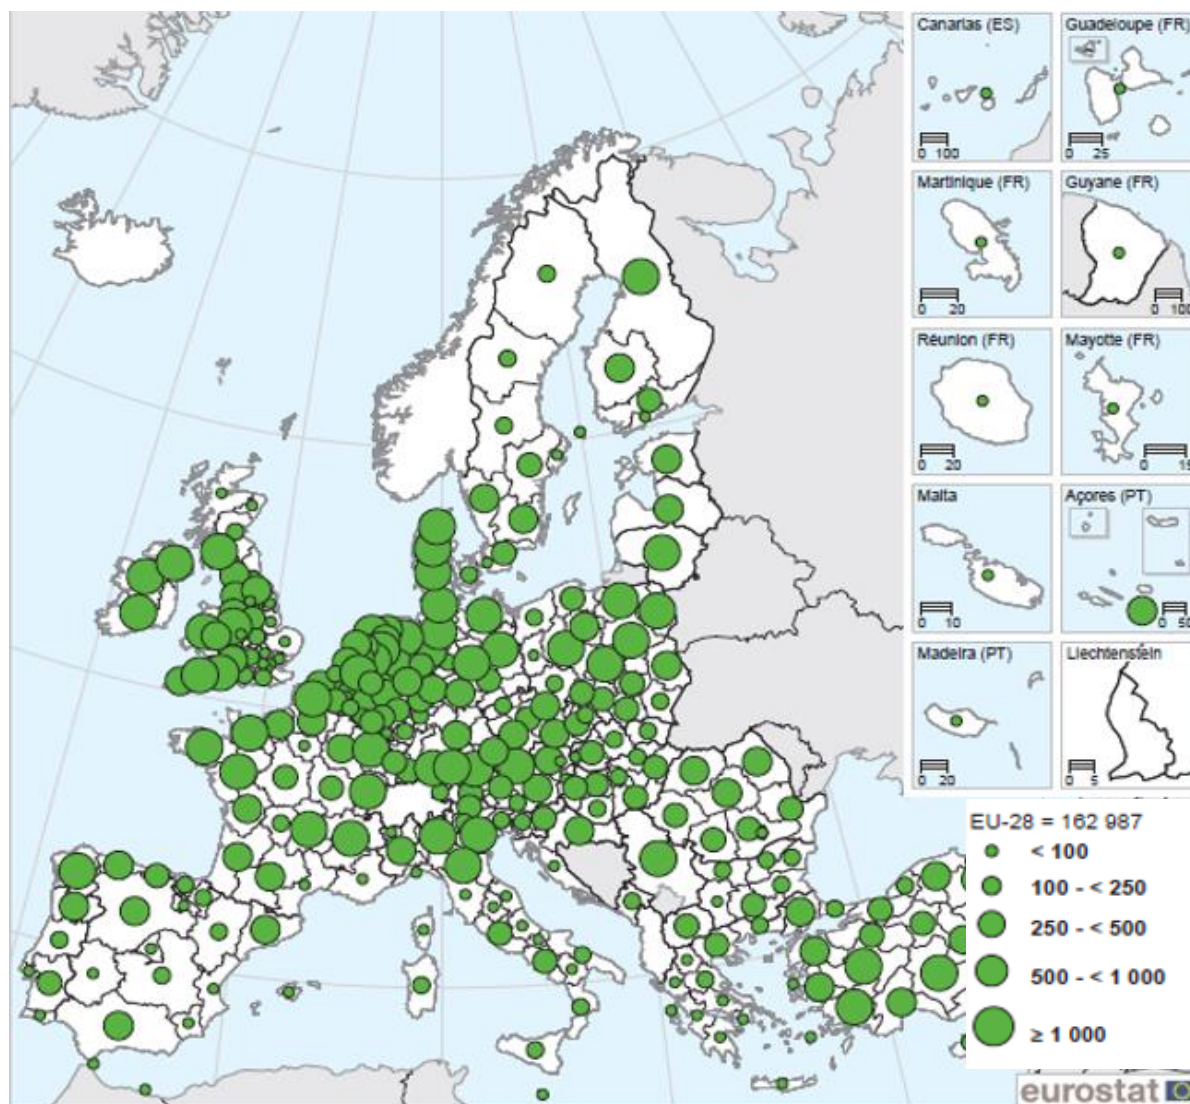 Canarias (ES)
0 100
Guadeloupe (FR)
0 25
Martinique (FR)
0 20
Guyane (FR)
0 100
Réunion (FR)
0 20
Mayotte (FR)
0 15
Malta
0 10
Açores (PT)
0 50
Madeira (PT)
0 20
Liechtenstein
0 5
EU-28 = 162 987
< 100
100 - < 250
250 - < 500
500 - < 1 000
≥ 1 000
eurostat